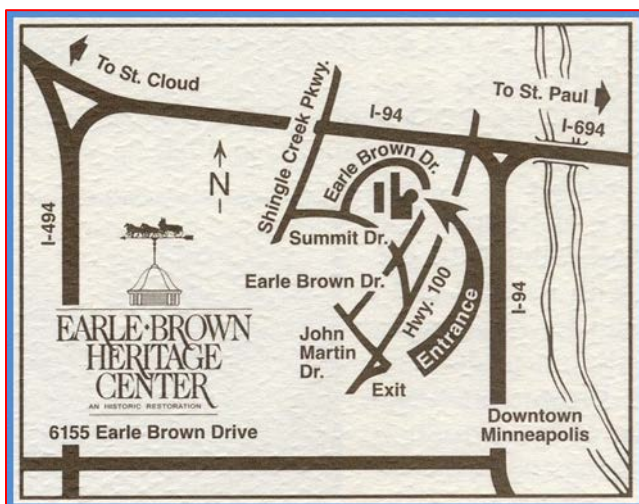 To St. Cloud
To St. Paul
Shingle Creek Pkwy.
I-94
I-694
Earle Brown Dr.
N
I-494
Summit Dr.
Earle Brown Dr.
Hwy. 100
I-94
Entrance
EARLE·BROWN
HERITAGE
CENTER
AN HISTORIC RESTORATION
John
Martin
Dr.
Exit
6155 Earle Brown Drive
Downtown
Minneapolis